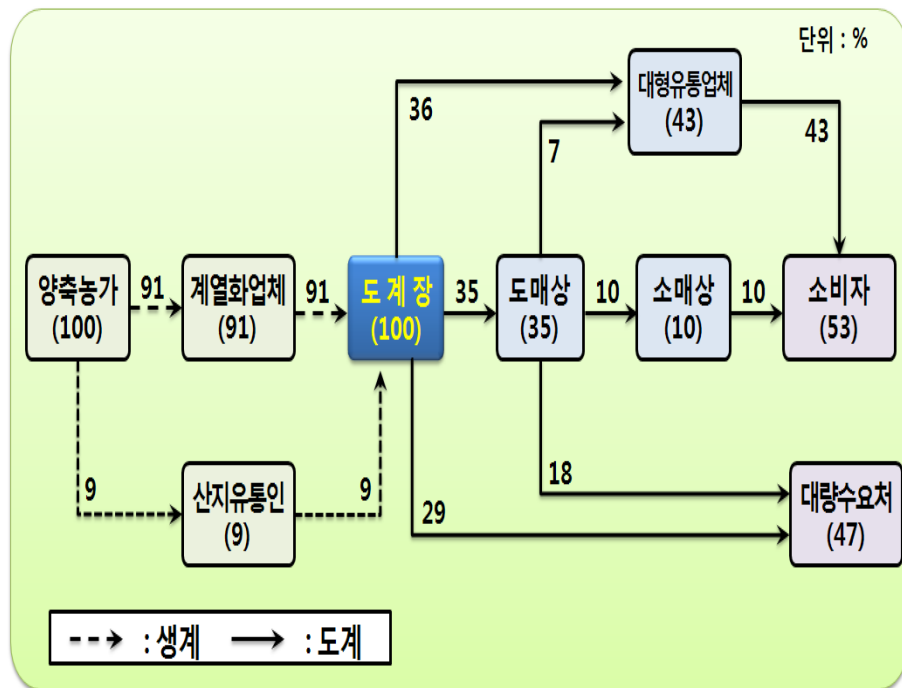 단위 : %
대형유통업체
(43)
36
7
43
양축농가
(100)
91
계열화업체
(91)
91
도 계 장
(100)
35
도매상
(35)
10
소매상
(10)
10
소비자
(53)
9
산지유통인
(9)
9
29
18
대량수요처
(47)
: 생계
: 도계